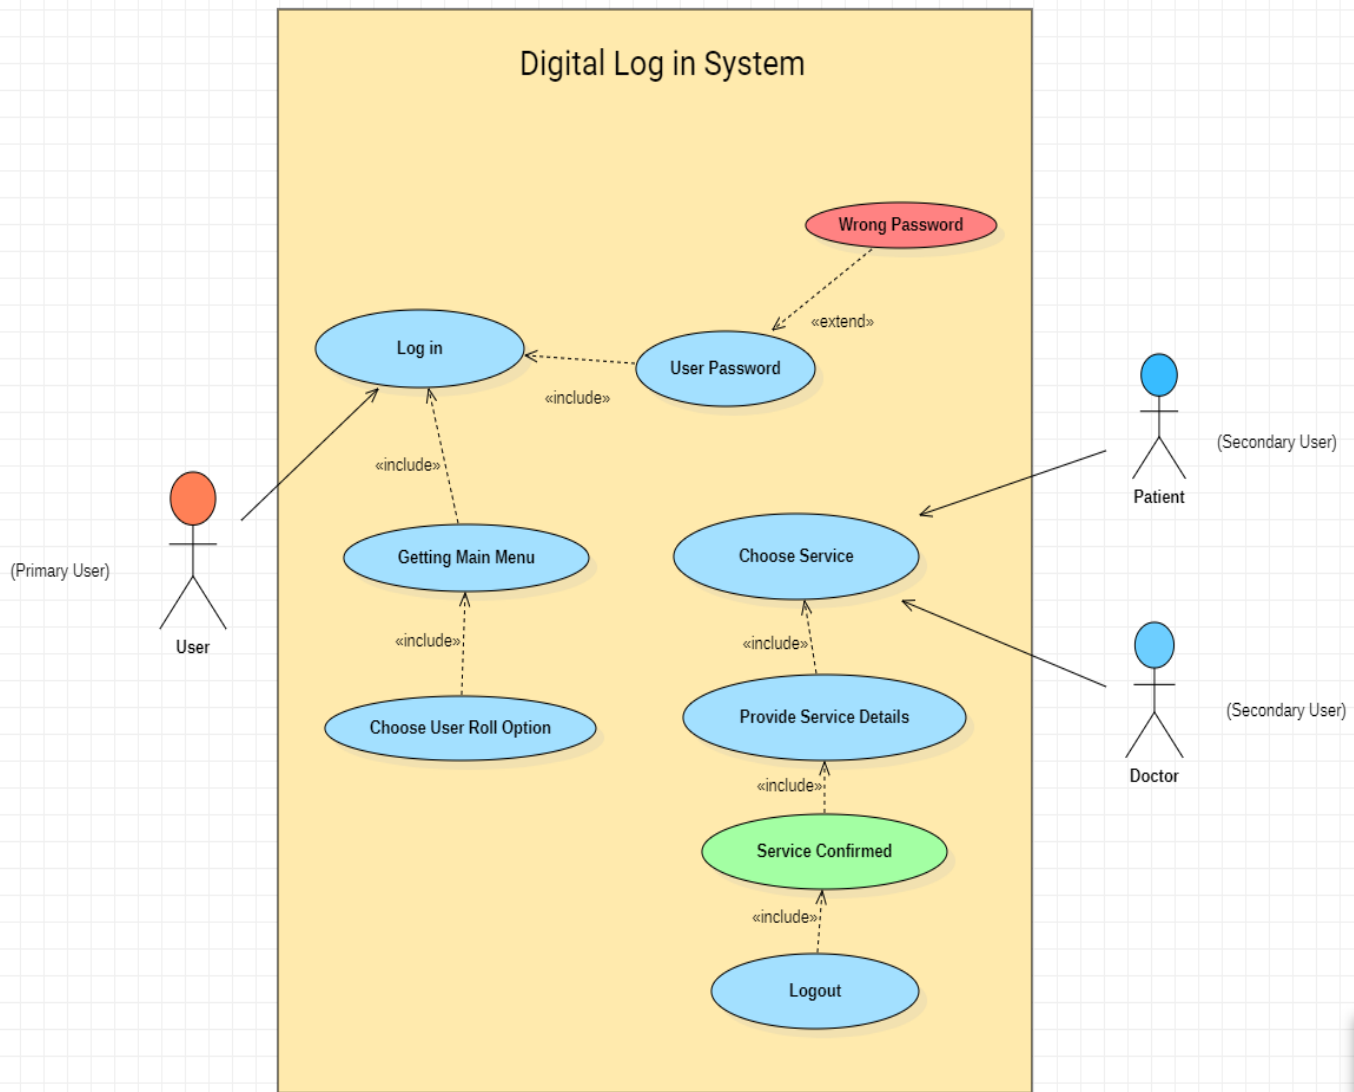 Digital Log in System
Wrong Password
«extend»
Log in
User Password
«include»
«include»
(Secondary User)
Patient
Getting Main Menu
Choose Service
(Primary User)
User
«include»
«include»
Choose User Roll Option
Provide Service Details
(Secondary User)
Doctor
«include»
Service Confirmed
«include»
Logout